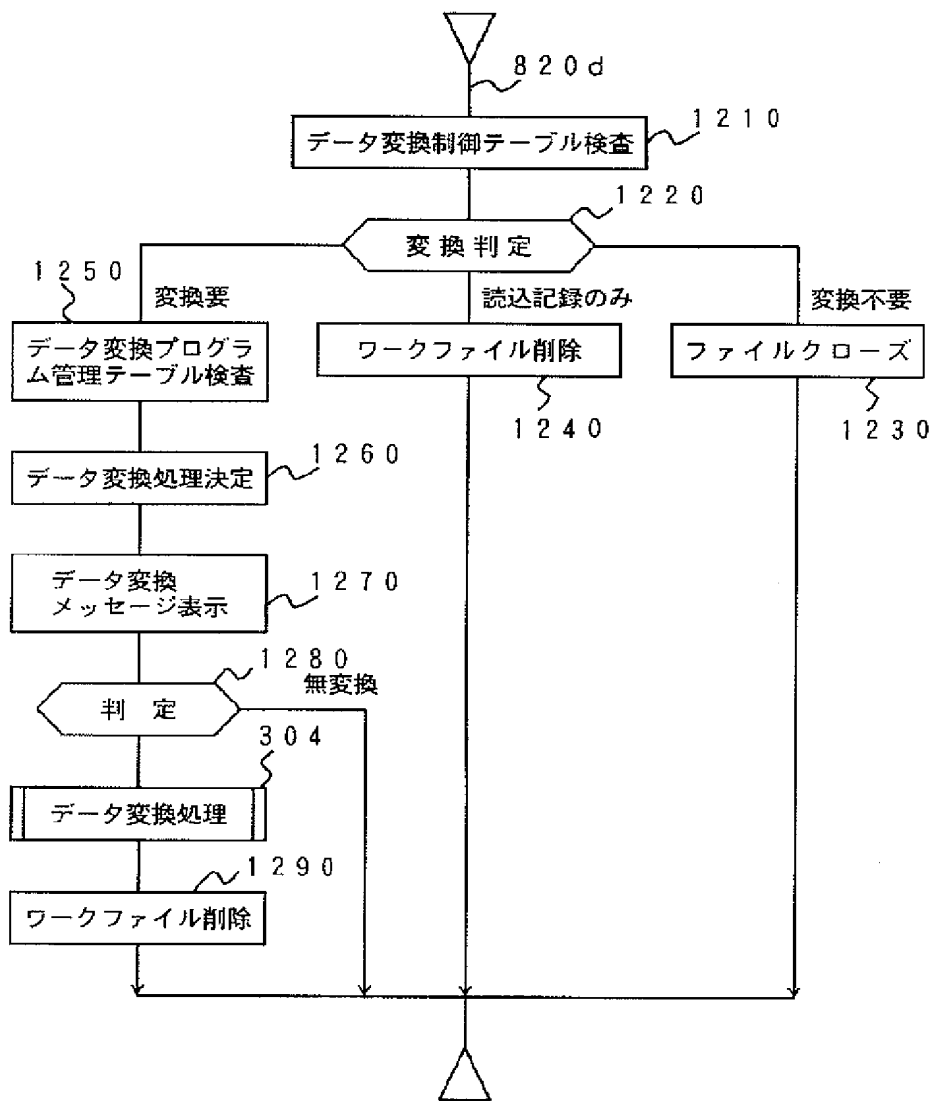 820d
1210
データ変換制御テーブル検査
1220
変換判定
1250
変換要
読込記録のみ
変換不要
データ変換プログラ
ム管理テーブル検査
ワークファイル削除
ファイルクローズ
1240
1230
1260
データ変換処理決定
1270
データ変換
メッセージ表示
1280
無変換
判定
304
データ変換処理
1290
ワークファイル削除